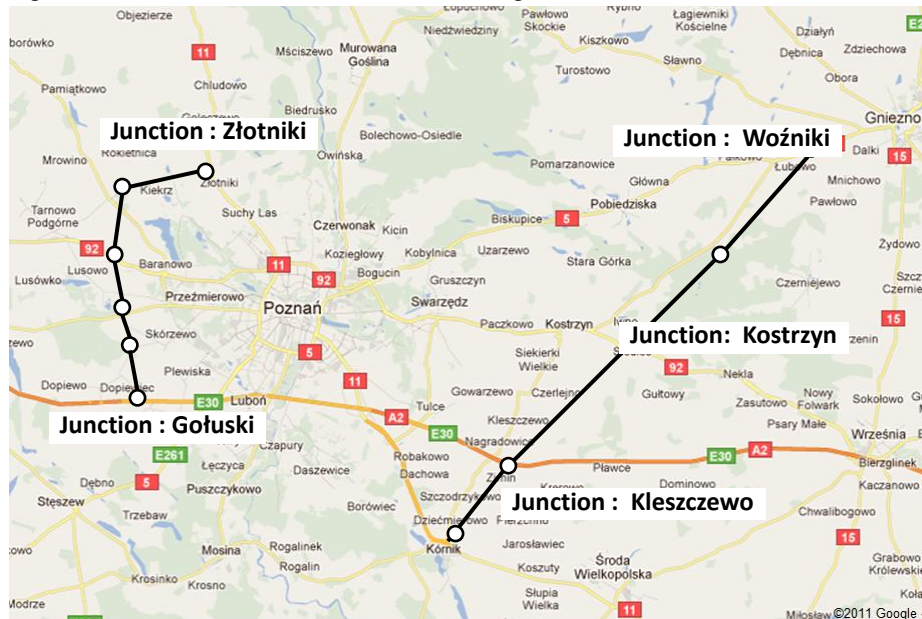 Łopuchowo
Pawłowo
Skockie
Rybno
Łagiewniki
Kościelne
Działyń
Objezierze
Niedźwiedziny
Kiszkowo
Dębnica
Zdziechowa
11
Mściszewo
Murowana
Goślina
Sławno
5
Turostowo
Obora
Pamiątkowo
Chludowo
Biedrusko
Gniezno
Junction : Złotniki
Bolechowo-Osiedle
Junction :  Woźniki
Rokietnica
Owińska
Dalki
15
Mrowino
Kiekrz
Złotniki
Pomarzanowice
Łubowo
Główna
Mnichowo
Tarnowo
Podgórne
Suchy Las
Czerwonak
Kicin
Biskupice
5
Pobiedziska
Pawłowo
92
Lusowo
Baranowo
11
Koziegłowy
Kobylnica
Uzarzewo
Stara Górka
Żydowo
Lusówko
92
Bogucin
Gruszczyn
Czerniejewo
Przeźmierowo
Poznań
Swarzędz
15
Paczkowo
Kostrzyn
Iwno
Skórzewo
Junction:  Kostrzyn
5
Siekierki
Wielkie
92
Plewiska
Nekla
Dopiewo
Dopiewiec
11
Gowarzewo
Czerlejno
Gułtowy
Nowy
Folwark
Sokołowo
E30
Luboń
Tulce
Zasutowo
Junction : Gołuski
A2
Kleszczewo
Psary Małe
E30
Nagradowice
Września
E261
Czapury
Robakowo
E30
A2
Łęczyca
Daszewice
Dachowa
Pławce
Bierzglinek
Dębno
5
Puszczykowo
Szczodrzykowo
Dominowo
Kaczanowo
Stęszew
Borówiec
Junction :  Kleszczewo
Trzebaw
Dziećmierowo
Chwalibogowo
Mosina
Rogalinek
Kórnik
Jarosławiec
15
Rogalin
Koszuty
Środa
Wielkopolska
Grabowo
Królewskie
Krosinko
Krosno
Słupia
Wielka
11
Modrze
Miłosław
©2011 Google